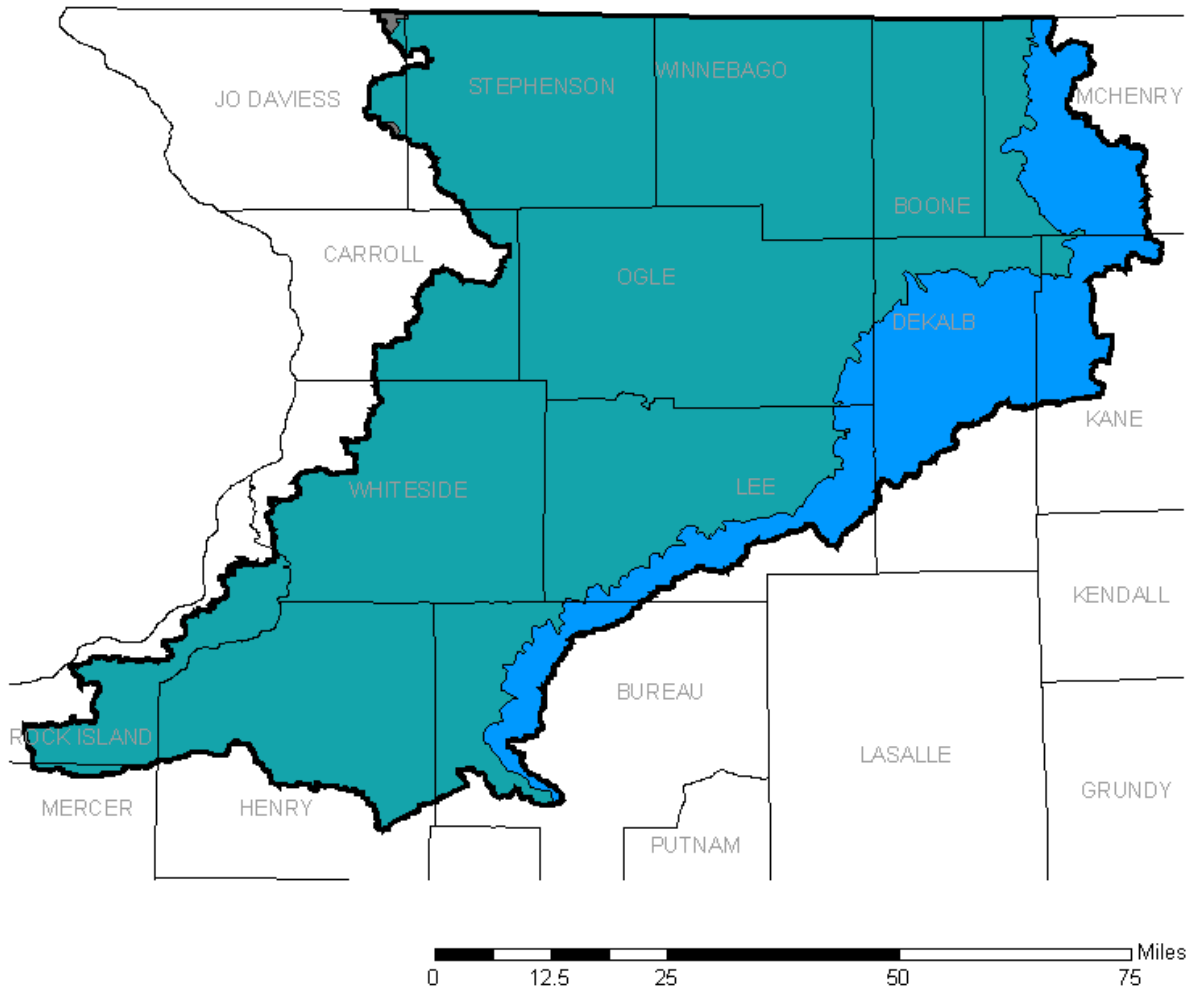 WINNEBAGO
STEPHENSON
JO DAVIESS
MCHENRY
BOONE
CARROLL
OGLE
DEKALB
KANE
WHITESIDE
LEE
KENDALL
BUREAU
ROCK ISLAND
LASALLE
GRUNDY
MERCER
HENRY
PUTNAM
Miles
0 12.5 25 50 75